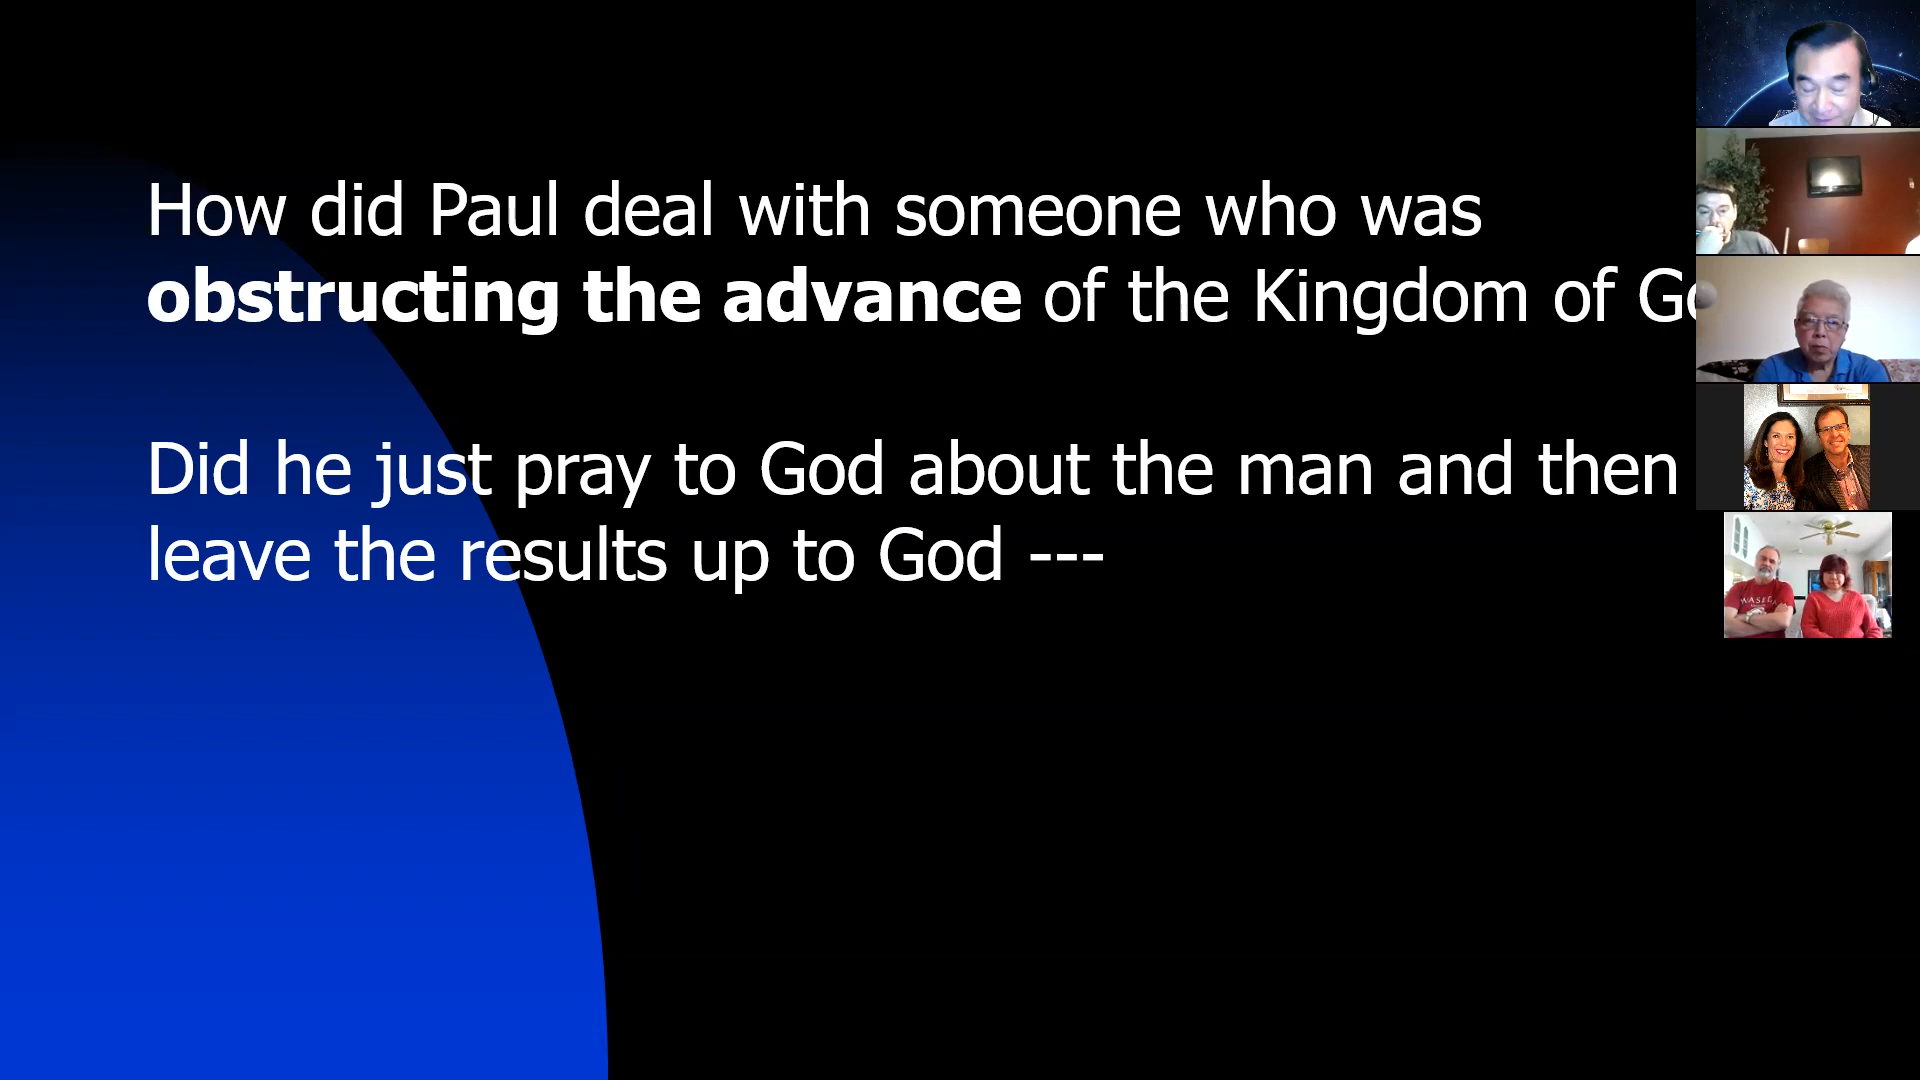 How did Paul deal with someone who was
obstructing the advance of the Kingdom of
Did he just pray to God about the man and then
leave the results up to God ---